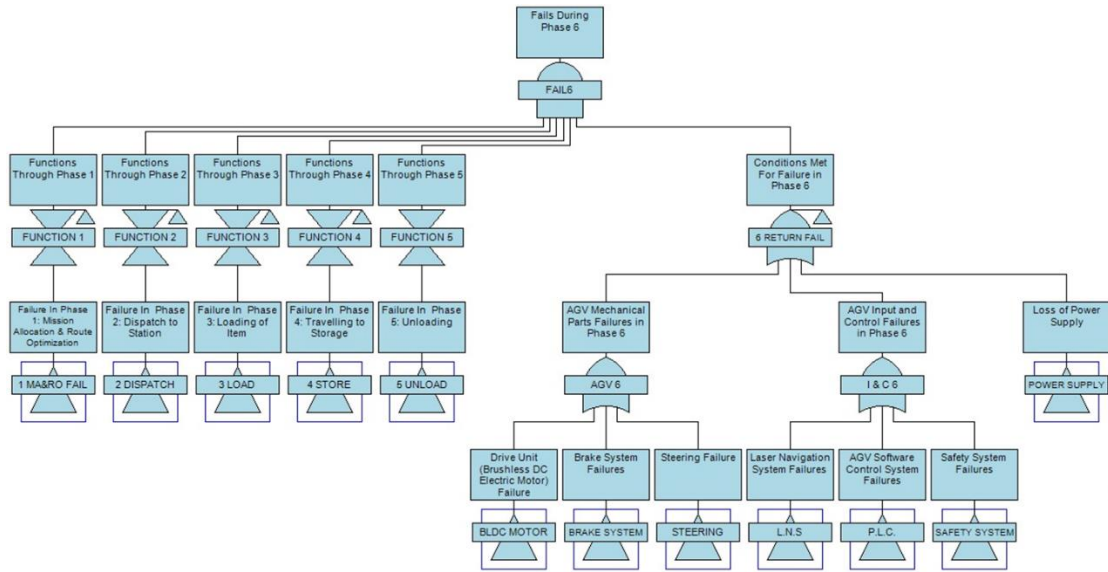 Fails During
Phase 6
FAIL6
Functions
Through Phase 1
Functions
Through Phase 2
Functions
Through Phase 3
Functions
Through Phase 4
Functions
Through Phase 5
Conditions Met
For Failure in
Phase 6
FUNCTION 1
FUNCTION 2
FUNCTION 3
FUNCTION 4
FUNCTION 5
6 RETURN FAIL
Failure In Phase
1: Mission
Allocation & Route
Optimization
Failure In Phase
2: Dispatch to
Station
Failure In Phase
3: Loading of
Item
Failure In Phase
4: Travelling to
Storage
Failure In Phase
5: Unloading
AGV Mechanical
Parts Failures in
Phase 6
AGV Input and
Control Failures
in Phase 6
Loss of Power
Supply
1 MA&RO FAIL
2 DISPATCH
3 LOAD
4 STORE
5 UNLOAD
AGV 6
I & C 6
POWER SUPPLY
Drive Unit
(Brushless DC
Electric Motor)
Failure
Brake System
Failures
Steering Failure
Laser Navigation
System Failures
AGV Software
Control System
Failures
Safety System
Failures
BLDC MOTOR
BRAKE SYSTEM
STEERING
L.N.S
P.L.C.
SAFETY SYSTEM